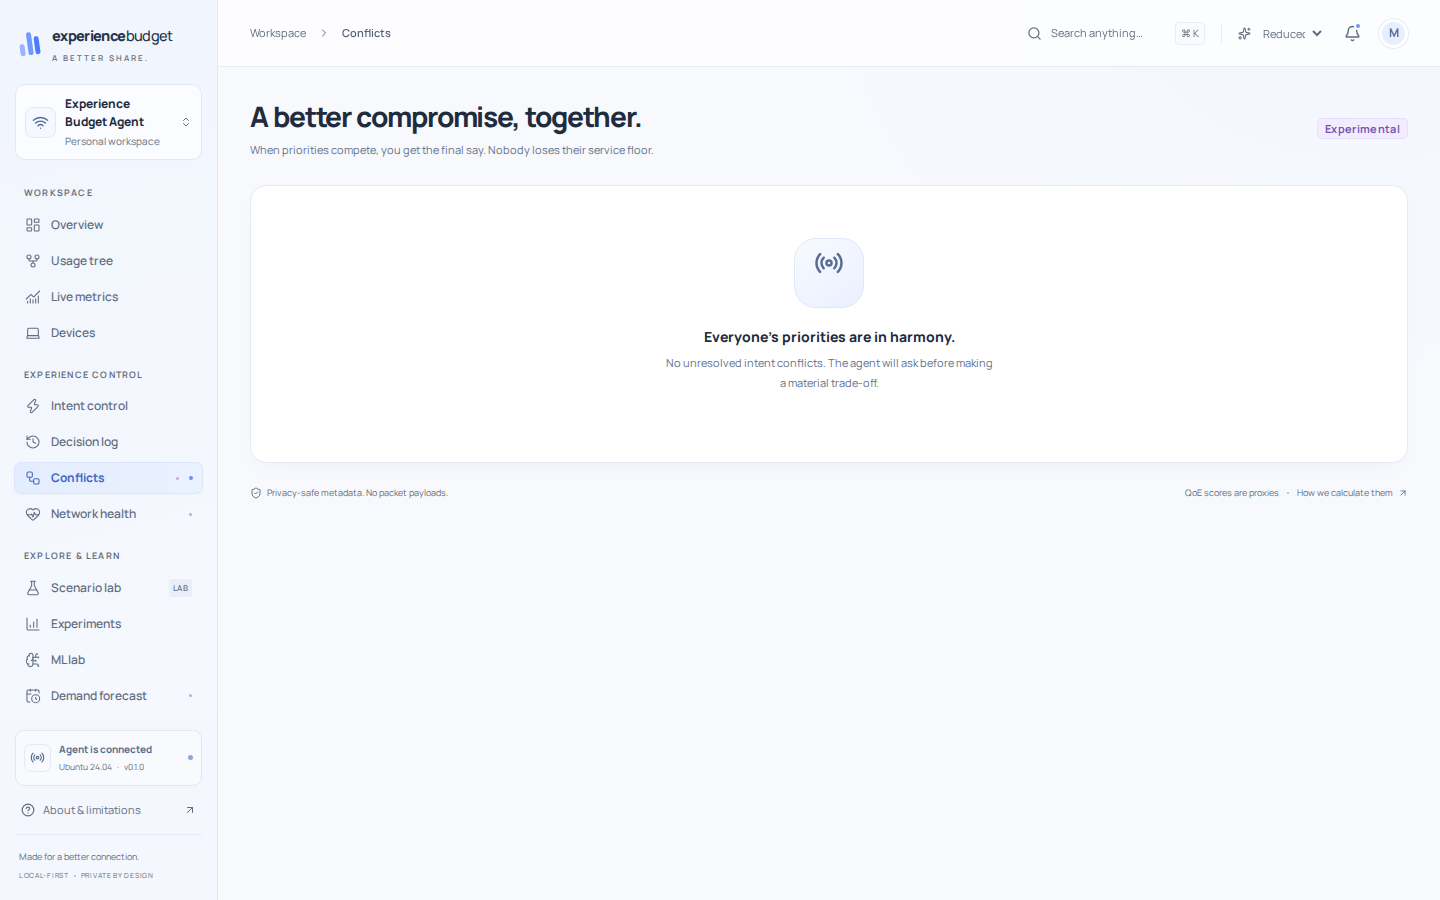 experiencebudget
A BETTER SHARE.
Experience
Budget Agent
Personal workspace
WORKSPACE
Overview
Usage tree
Live metrics
Devices
EXPERIENCE CONTROL
Intent control
Decision log
Conflicts
Network health
EXPLORE & LEARN
Scenario lab LAB
Experiments
ML lab
Demand forecast
Agent is connected
Ubuntu 24.04 · v0.1.0
About & limitations
Made for a better connection.
LOCAL-FIRST • PRIVATE BY DESIGN
Workspace > Conflicts
Search anything... ⌘ K
Reduced
M
A better compromise, together.
When priorities compete, you get the final say. Nobody loses their service floor.
Experimental
Everyone's priorities are in harmony.
No unresolved intent conflicts. The agent will ask before making
a material trade-off.
Privacy-safe metadata. No packet payloads.
QoE scores are proxies • How we calculate them